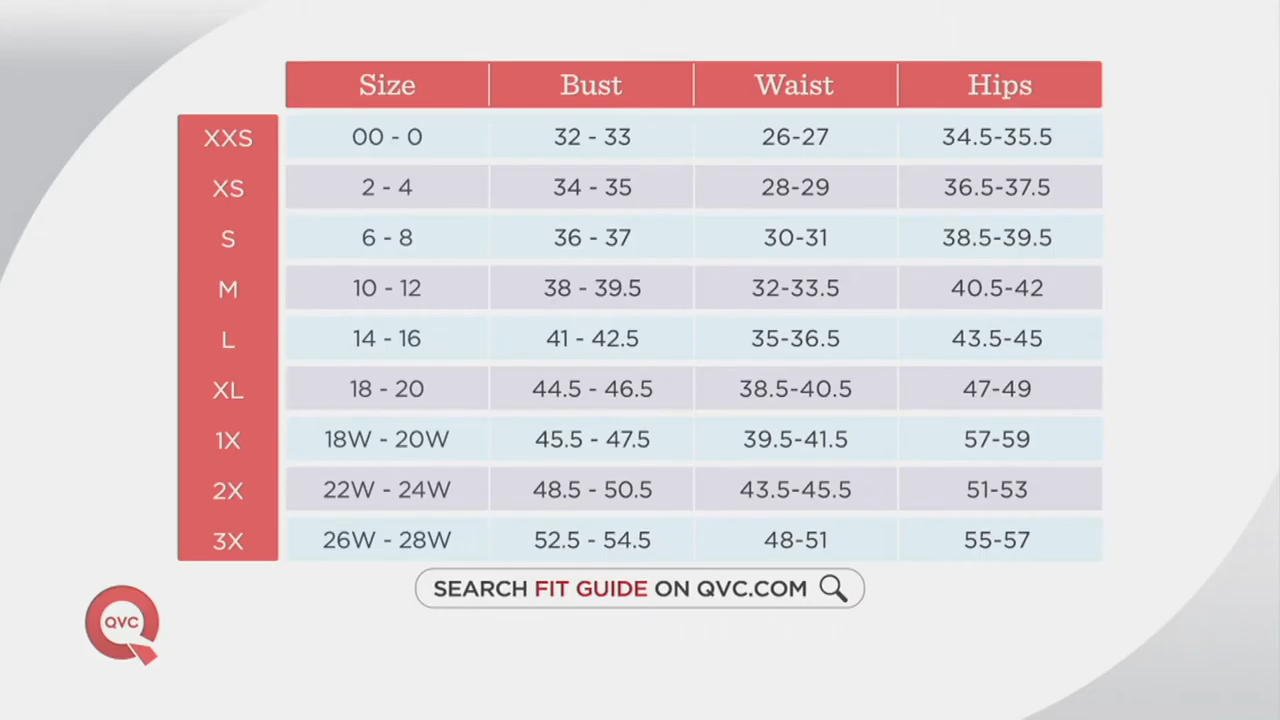 Size Bust Waist Hips
XXS 00 - 0 32 - 33 26-27 34.5-35.5
XS 2 - 4 34 - 35 28-29 36.5-37.5
S 6 - 8 36 - 37 30-31 38.5-39.5
M 10 - 12 38 - 39.5 32-33.5 40.5-42
L 14 - 16 41 - 42.5 35-36.5 43.5-45
XL 18 - 20 44.5 - 46.5 38.5-40.5 47-49
1X 18W - 20W 45.5 - 47.5 39.5-41.5 57-59
2X 22W - 24W 48.5 - 50.5 43.5-45.5 51-53
3X 26W - 28W 52.5 - 54.5 48-51 55-57
SEARCH FIT GUIDE ON QVC.COM
QVC